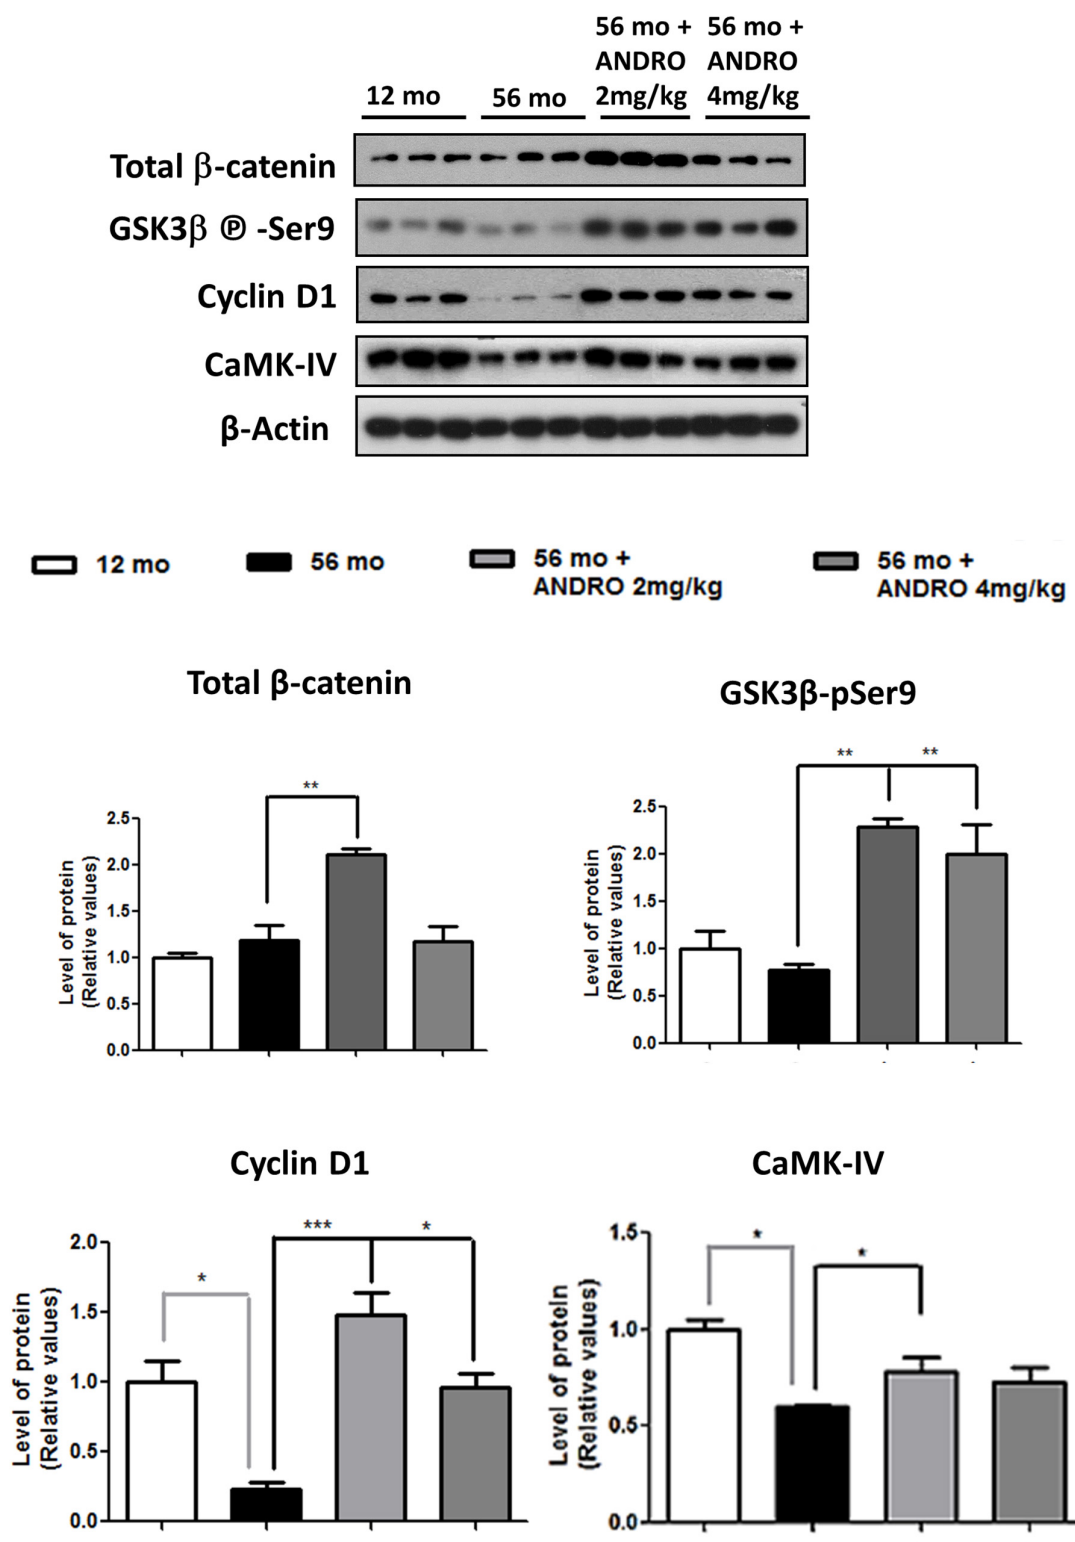 56 mo + 56 mo +
ANDRO ANDRO
12 mo 56 mo 2mg/kg 4mg/kg
Total β-catenin
GSK3β Ⓟ -Ser9
Cyclin D1
CaMK-IV
β-Actin
12 mo 56 mo 56 mo + 56 mo +
ANDRO 2mg/kg ANDRO 4mg/kg
Total β-catenin
**
2.5
2.0
1.5
1.0
0.5
0.0
Level of protein
(Relative values)
GSK3β-pSer9
** **
2.5
2.0
1.5
1.0
0.5
0.0
Level of protein
(Relative values)
Cyclin D1
*** *
*
2.0
1.5
1.0
0.5
0.0
Level of protein
(Relative values)
CaMK-IV
* *
1.5
1.0
0.5
0.0
Level of protein
(Relative values)